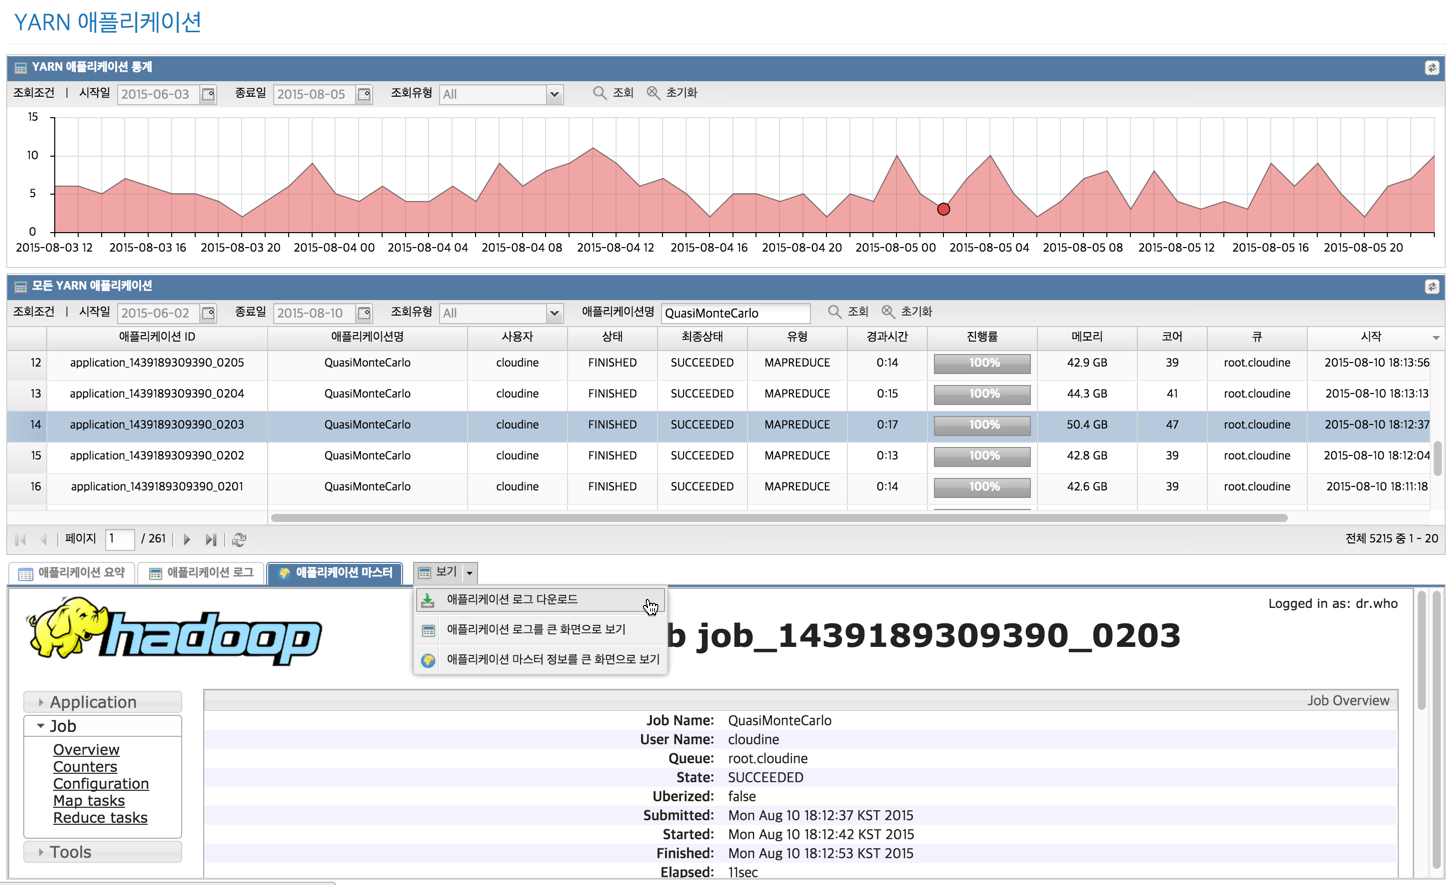 YARN 애플리케이션
YARN 애플리케이션 통계
조회조건 | 시작일 2015-06-03 종료일 2015-08-05 조회유형 All 조회 초기화
15
10
5
0
2015-08-03 12 2015-08-03 16 2015-08-03 20 2015-08-04 00 2015-08-04 04 2015-08-04 08 2015-08-04 12 2015-08-04 16 2015-08-04 20 2015-08-05 00 2015-08-05 04 2015-08-05 08 2015-08-05 12 2015-08-05 16 2015-08-05 20
모든 YARN 애플리케이션
조회조건 | 시작일 2015-06-02 종료일 2015-08-10 조회유형 All 애플리케이션명 QuasiMonteCarlo 조회 초기화
애플리케이션 ID 애플리케이션명 사용자 상태 최종상태 유형 경과시간 진행률 메모리 코어 큐 시작
12 application_1439189309390_0205 QuasiMonteCarlo cloudine FINISHED SUCCEEDED MAPREDUCE 0:14 100% 42.9 GB 39 root.cloudine 2015-08-10 18:13:56
13 application_1439189309390_0204 QuasiMonteCarlo cloudine FINISHED SUCCEEDED MAPREDUCE 0:15 100% 44.3 GB 41 root.cloudine 2015-08-10 18:13:13
14 application_1439189309390_0203 QuasiMonteCarlo cloudine FINISHED SUCCEEDED MAPREDUCE 0:17 100% 50.4 GB 47 root.cloudine 2015-08-10 18:12:37
15 application_1439189309390_0202 QuasiMonteCarlo cloudine FINISHED SUCCEEDED MAPREDUCE 0:13 100% 42.8 GB 39 root.cloudine 2015-08-10 18:12:04
16 application_1439189309390_0201 QuasiMonteCarlo cloudine FINISHED SUCCEEDED MAPREDUCE 0:14 100% 42.6 GB 39 root.cloudine 2015-08-10 18:11:18
페이지 1 / 261 전체 5215 중 1 - 20
애플리케이션 요약 애플리케이션 로그 애플리케이션 마스터 보기
애플리케이션 로그 다운로드
애플리케이션 로그를 큰 화면으로 보기
애플리케이션 마스터 정보를 큰 화면으로 보기
Logged in as: dr.who
hadoop
b job_1439189309390_0203
Application
Job
Overview
Counters
Configuration
Map tasks
Reduce tasks
Tools
Job Overview
Job Name: QuasiMonteCarlo
User Name: cloudine
Queue: root.cloudine
State: SUCCEEDED
Uberized: false
Submitted: Mon Aug 10 18:12:37 KST 2015
Started: Mon Aug 10 18:12:42 KST 2015
Finished: Mon Aug 10 18:12:53 KST 2015
Elapsed: 11sec